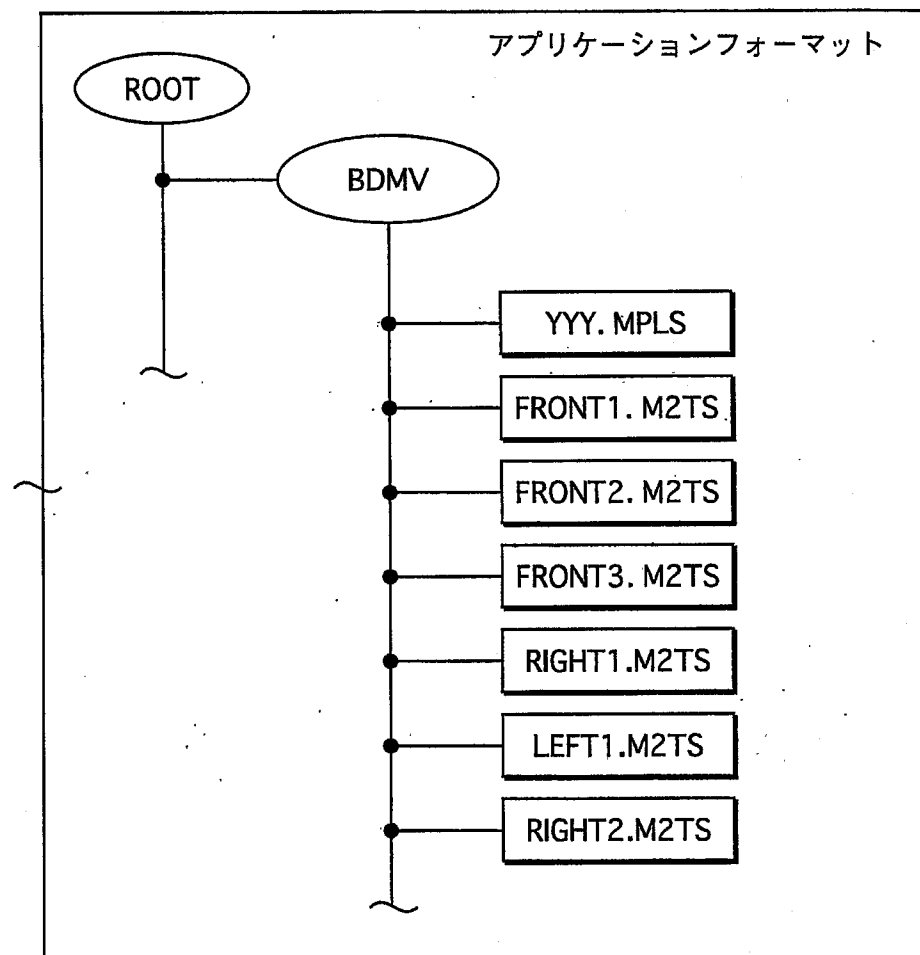 アプリケーションフォーマット
ROOT
BDMV
YYY. MPLS
FRONT1. M2TS
FRONT2. M2TS
FRONT3. M2TS
RIGHT1.M2TS
LEFT1.M2TS
RIGHT2.M2TS